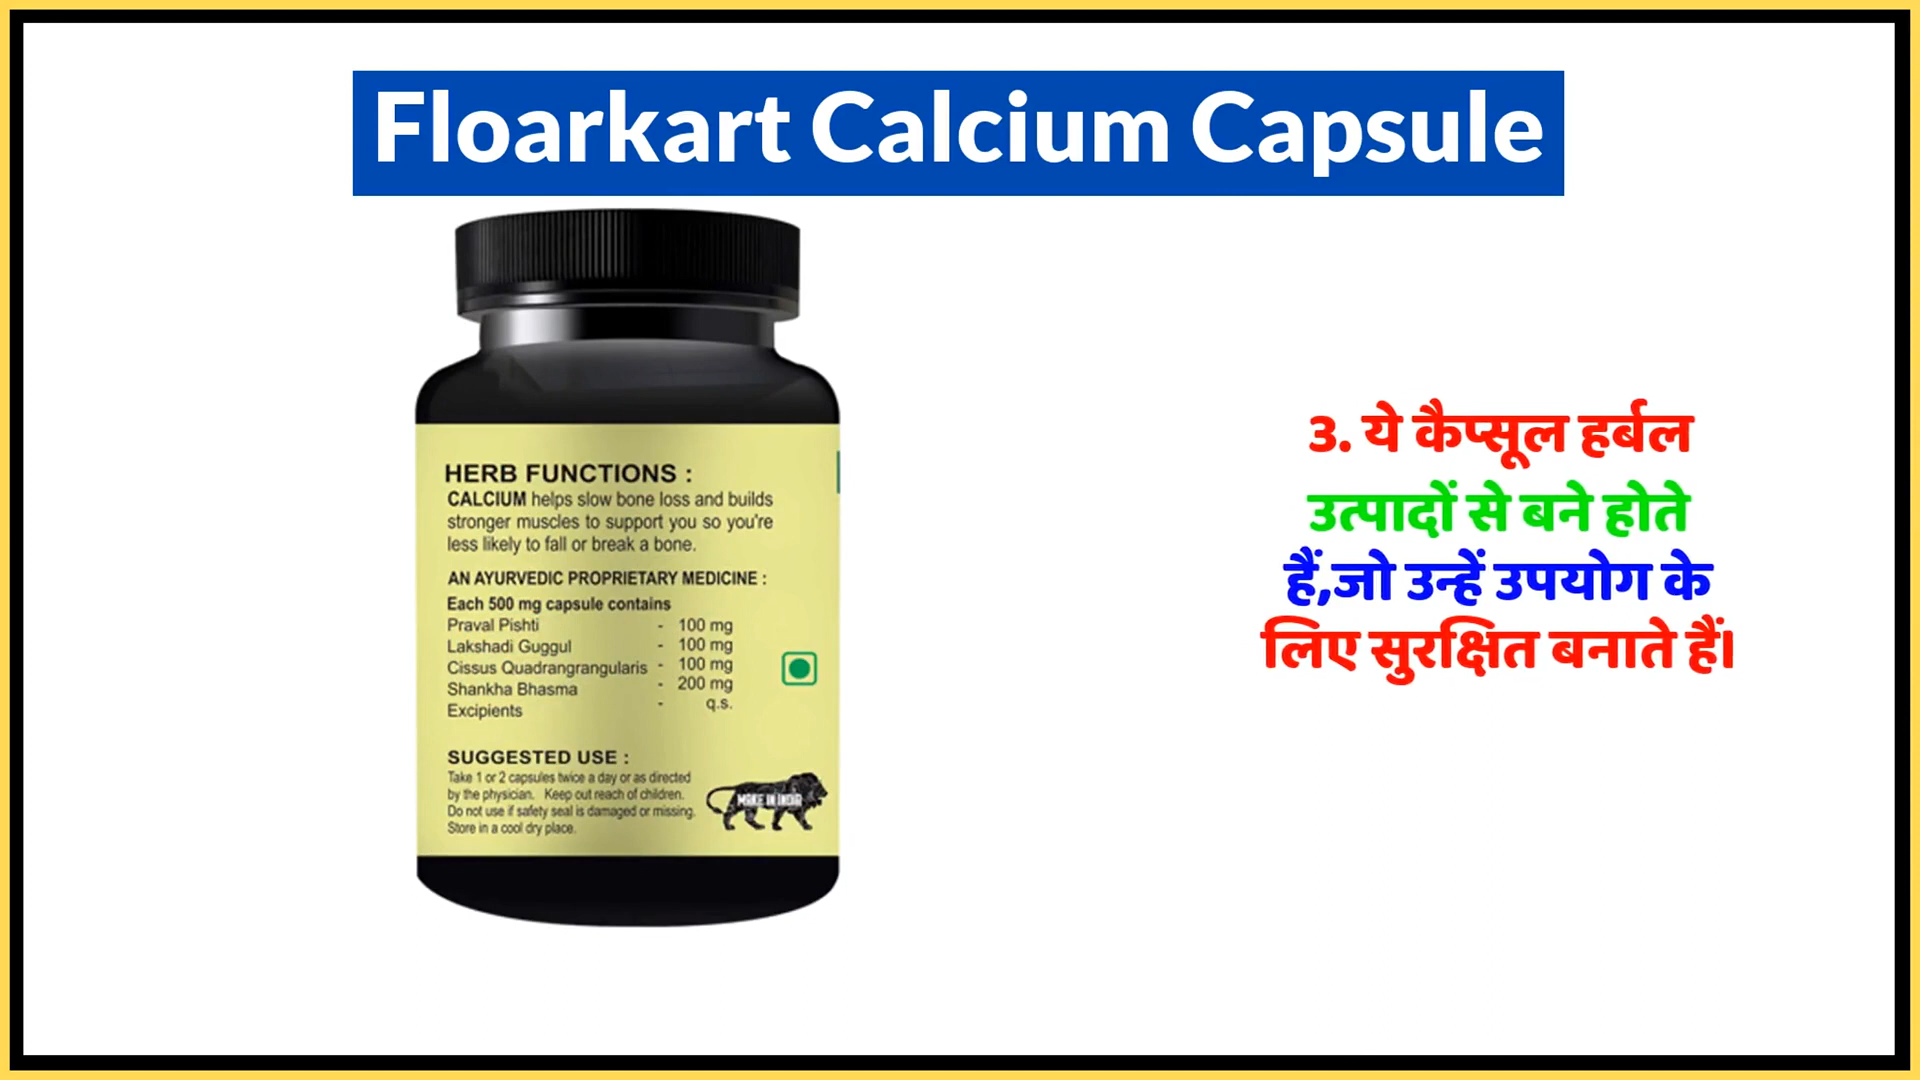 Floarkart Calcium Capsule
HERB FUNCTIONS :
CALCIUM helps slow bone loss and builds
stronger muscles to support you so you're
less likely to fall or break a bone.
AN AYURVEDIC PROPRIETARY MEDICINE :
Each 500 mg capsule contains
Praval Pishti - 100 mg
Lakshadi Guggul - 100 mg
Cissus Quadrangrangularis - 100 mg
Shankha Bhasma - 200 mg
Excipients - q.s.
SUGGESTED USE :
Take 1 or 2 capsules twice a day or as directed
by the physician. Keep out reach of children.
Do not use if safety seal is damaged or missing.
Store in a cool dry place.
MAKE IN INDIA
3. ये कैप्सूल हर्बल
उत्पादों से बने होते
हैं,जो उन्हें उपयोग के
लिए सुरक्षित बनाते हैं।